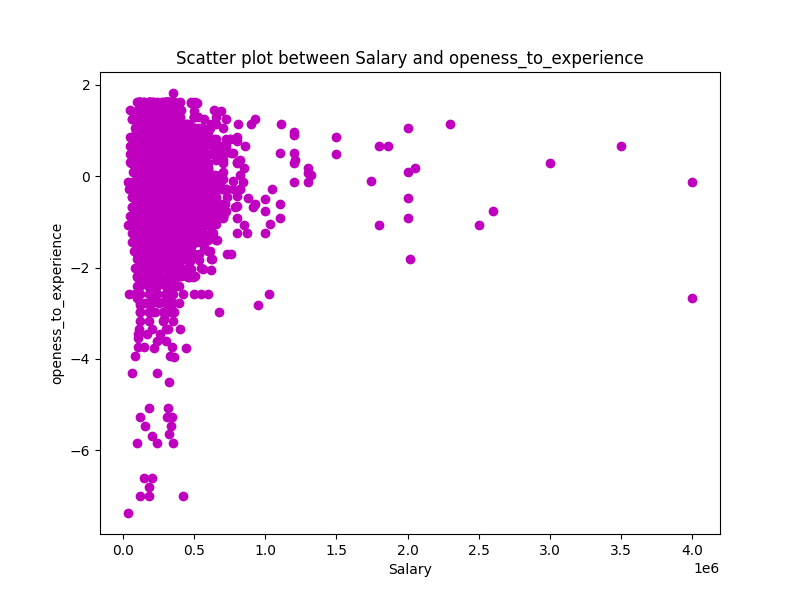 Scatter plot between Salary and openess_to_experience
openess_to_experience
2
0
−2
−4
−6
0.0 0.5 1.0 1.5 2.0 2.5 3.0 3.5 4.0
1e6
Salary